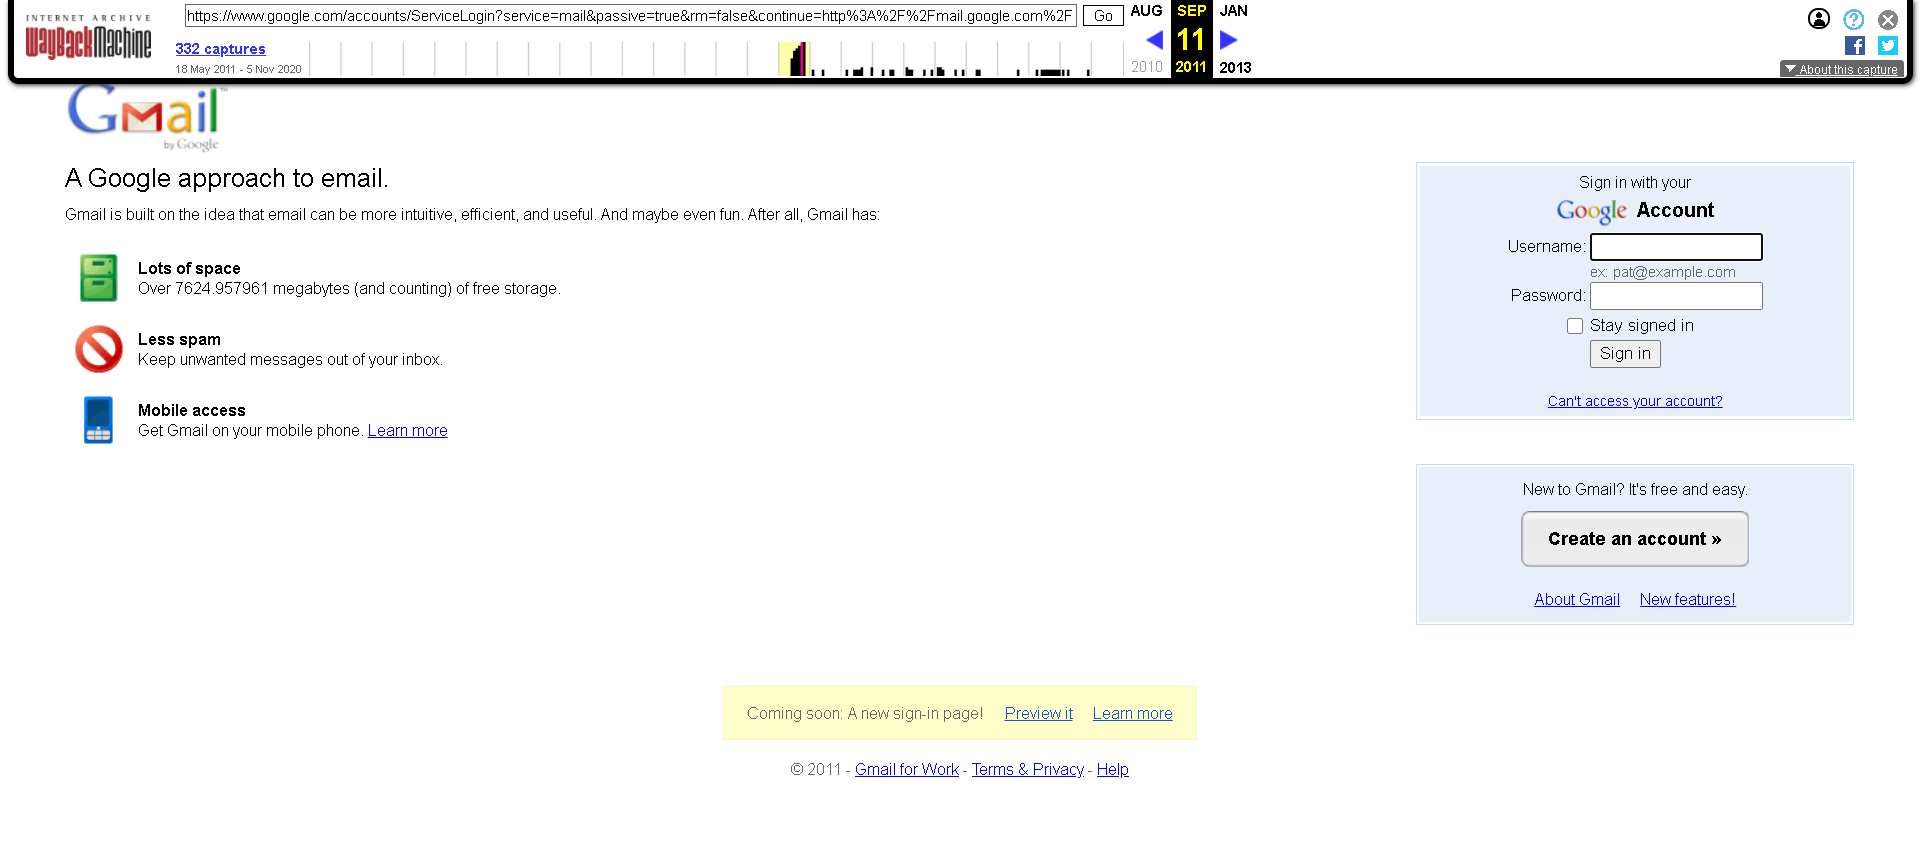 INTERNET ARCHIVE
WayBackMachine
https://www.google.com/accounts/ServiceLogin?service=mail&passive=true&rm=false&continue=http%3A%2F%2Fmail.google.com%2F
Go
332 captures
18 May 2011 - 5 Nov 2020
AUG SEP JAN
11
2010 2011 2013
About this capture
Gmail™
by Google
A Google approach to email.
Gmail is built on the idea that email can be more intuitive, efficient, and useful. And maybe even fun. After all, Gmail has:
Lots of space
Over 7624.957961 megabytes (and counting) of free storage.
Less spam
Keep unwanted messages out of your inbox.
Mobile access
Get Gmail on your mobile phone. Learn more
Sign in with your
Google Account
Username:
ex: pat@example.com
Password:
Stay signed in
Sign in
Can't access your account?
New to Gmail? It's free and easy.
Create an account »
About Gmail New features!
Coming soon: A new sign-in page! Preview it Learn more
© 2011 - Gmail for Work - Terms & Privacy - Help